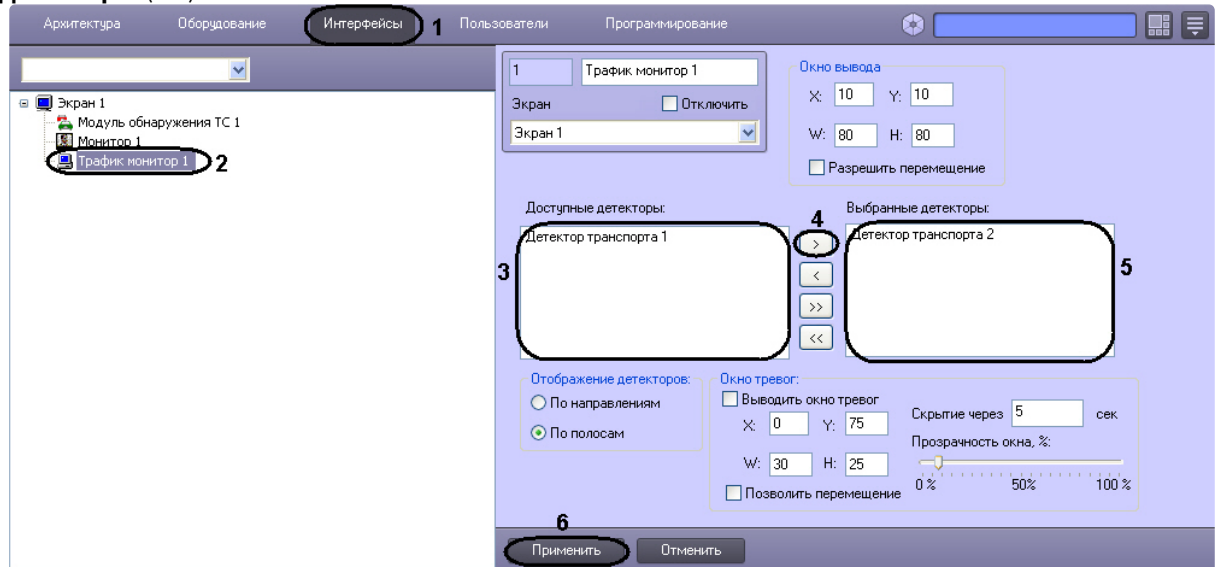 Архитектура Оборудование Интерфейсы 1 Пользователи Программирование
1 Трафик монитор 1
Экран Отключить
Экран 1
Окно вывода
X: 10 Y: 10
W: 80 H: 80
Разрешить перемещение
Экран 1
Модуль обнаружения ТС 1
Монитор 1
Трафик монитор 1 2
Доступные детекторы: 4 Выбранные детекторы:
Детектор транспорта 1 > Детектор транспорта 2
3 < 5
>>
<<
Отображение детекторов:
По направлениям
По полосам
Окно тревог:
Выводить окно тревог
X: 0 Y: 75
W: 30 H: 25
Позволить перемещение
Скрытие через 5 сек
Прозрачность окна, %:
0 % 50% 100 %
6
Применить Отменить